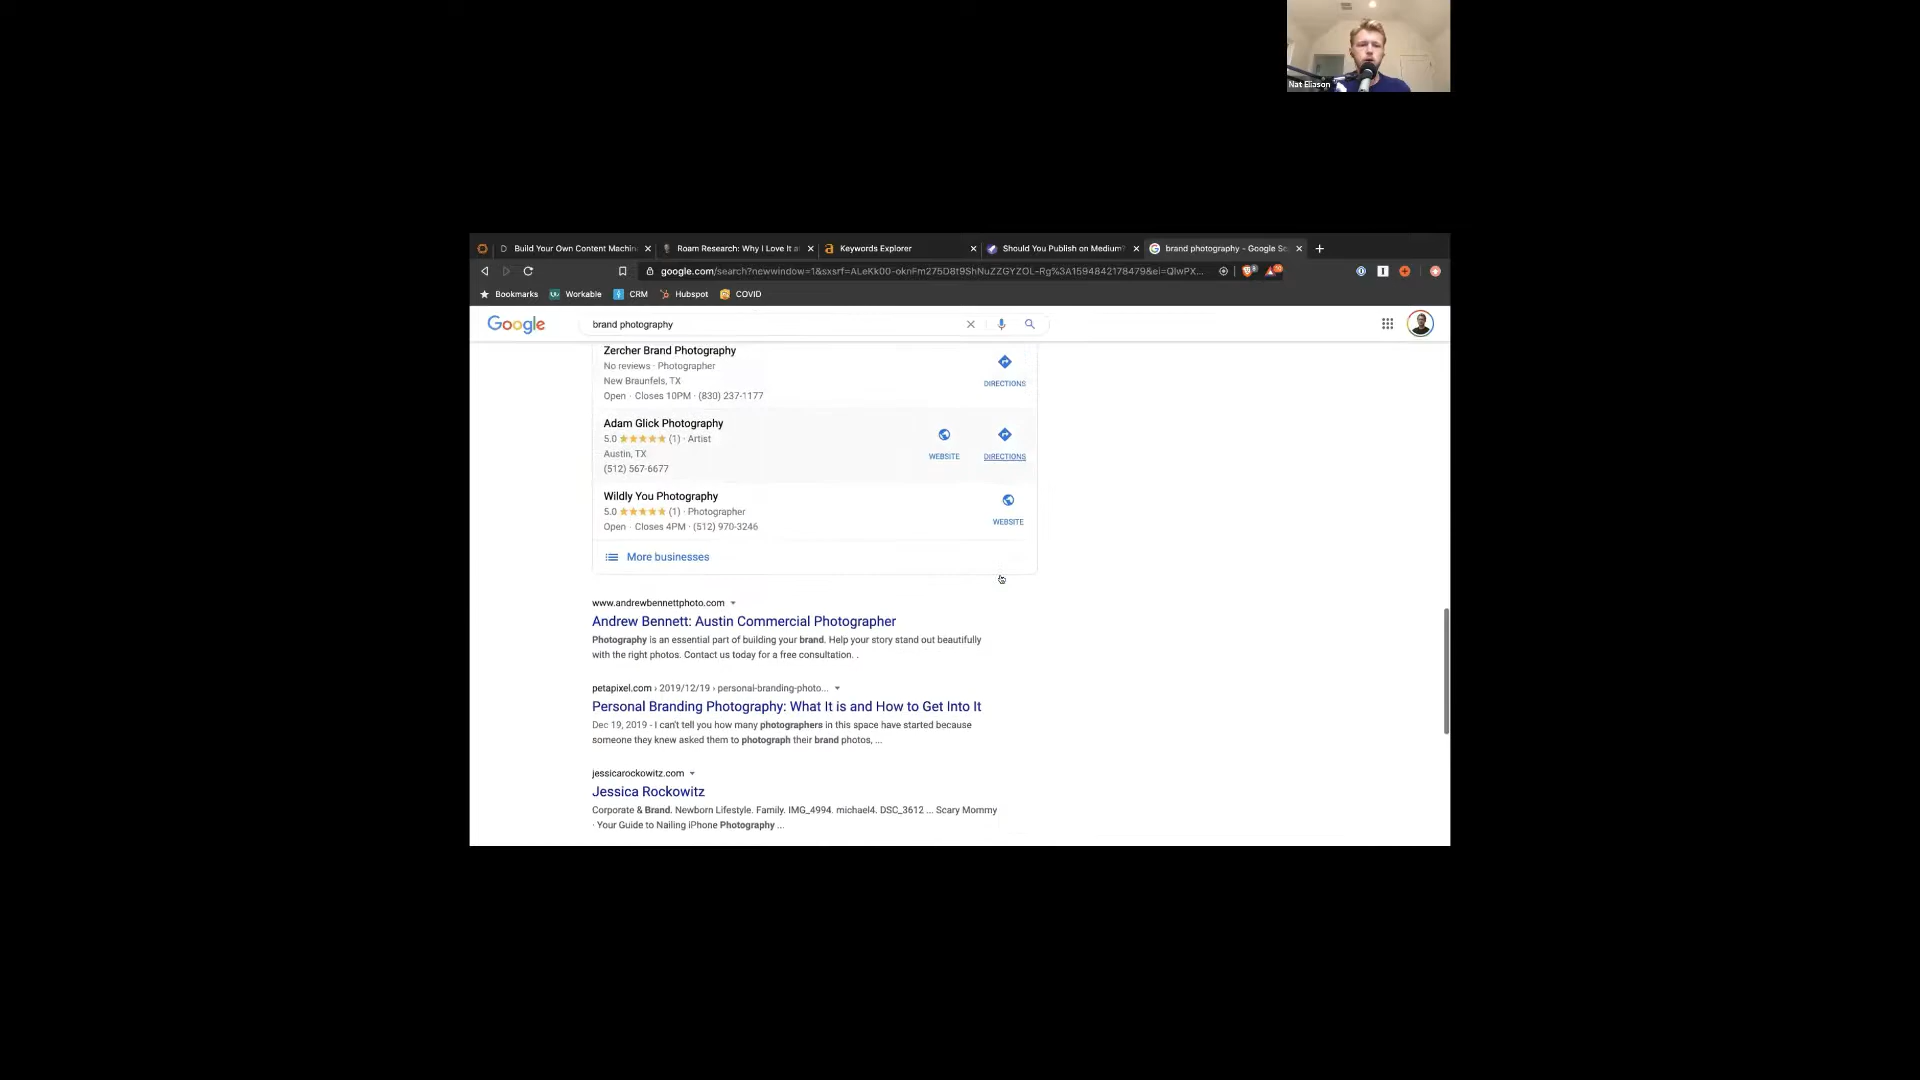 Nat Eliason
Build Your Own Content Machin
Roam Research: Why I Love It a
Keywords Explorer
Should You Publish on Medium?
brand photography - Google Se
google.com/search?newwindow=1&sxsrf=
Bookmarks
Workable
CRM
Hubspot
COVID
Google
brand photography
Zercher Brand Photography
No reviews · Photographer
New Braunfels, TX
Open · Closes 10PM · (830) 237-1177
DIRECTIONS
Adam Glick Photography
5.0 ★★★★★ (1) · Artist
Austin, TX
(512) 567-6677
WEBSITE
DIRECTIONS
Wildly You Photography
5.0 ★★★★★ (1) · Photographer
Open · Closes 4PM · (512) 970-3246
WEBSITE
More businesses
www.andrewbennettphoto.com
Andrew Bennett: Austin Commercial Photographer
Photography is an essential part of building your brand. Help your story stand out beautifully
with the right photos. Contact us today for a free consultation. .
petapixel.com › 2019/12/19 › personal-branding-photo...
Personal Branding Photography: What It is and How to Get Into It
Dec 19, 2019 - I can't tell you how many photographers in this space have started because
someone they knew asked them to photograph their brand photos, ...
jessicarockowitz.com
Jessica Rockowitz
Corporate & Brand. Newborn Lifestyle. Family. IMG_4994. michael4. DSC_3612 ... Scary Mommy
· Your Guide to Nailing iPhone Photography ...